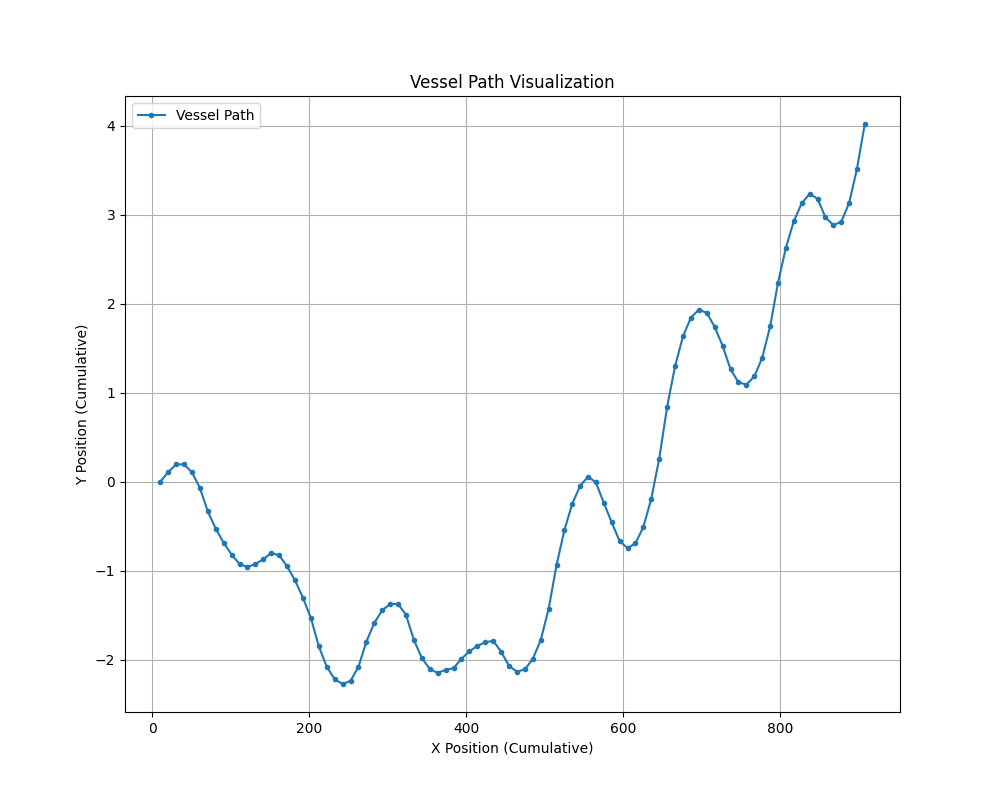 Vessel Path Visualization
Vessel Path
4
3
2
1
0
−1
−2
Y Position (Cumulative)
0 200 400 600 800
X Position (Cumulative)